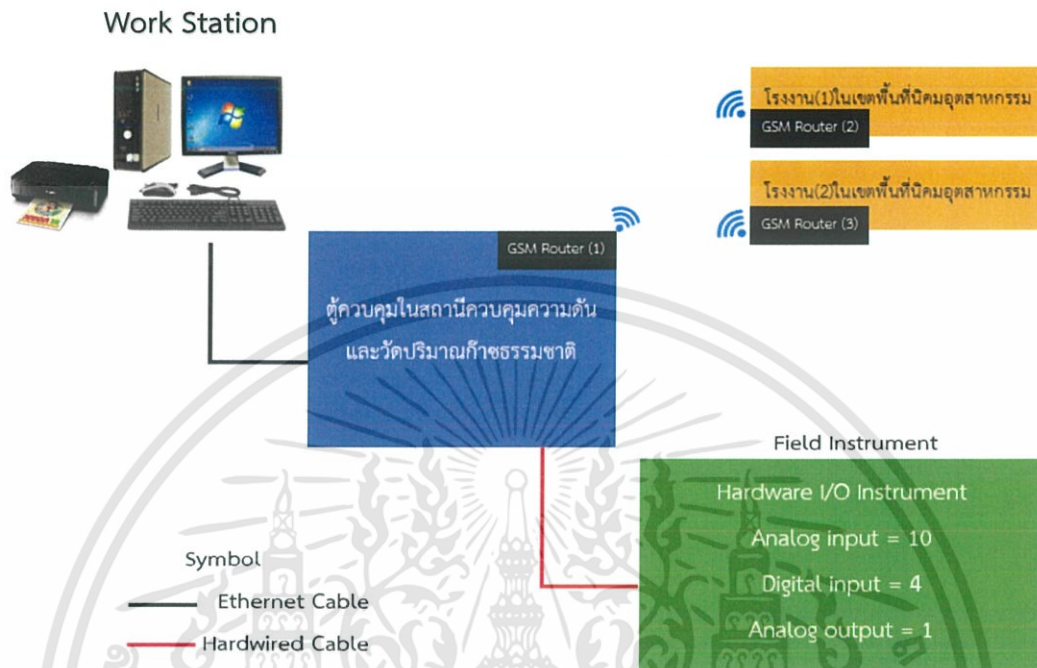 Work Station
โรงงาน(1)ในเขตพื้นที่นิคมอุตสาหกรรม
GSM Router (2)
โรงงาน(2)ในเขตพื้นที่นิคมอุตสาหกรรม
GSM Router (3)
GSM Router (1)
ตู้ควบคุมในสถานีควบคุมความดัน
และวัดปริมาณก๊าซธรรมชาติ
Field Instrument
Hardware I/O Instrument
Analog input = 10
Digital input = 4
Analog output = 1
Symbol
Ethernet Cable
Hardwired Cable